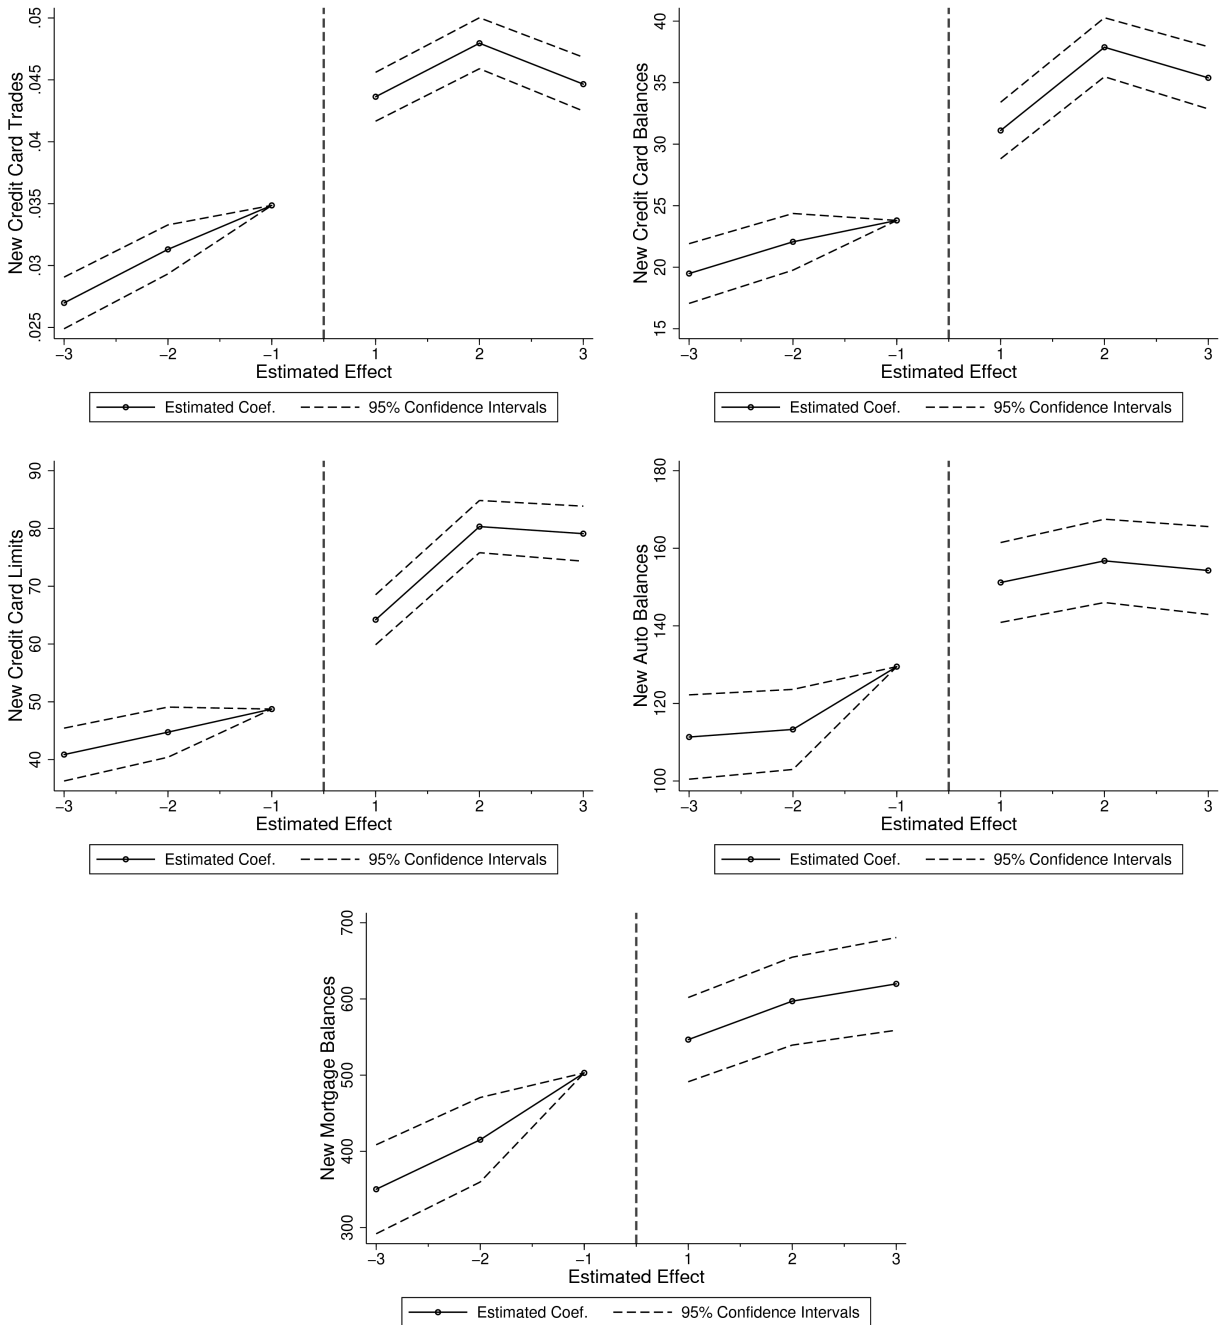 New Credit Card Trades
.05
.045
.04
.035
.03
.025
−3 −2 −1 1 2 3
Estimated Effect
Estimated Coef. 95% Confidence Intervals
New Credit Card Balances
40
35
30
25
20
15
−3 −2 −1 1 2 3
Estimated Effect
Estimated Coef. 95% Confidence Intervals
New Credit Card Limits
90
80
70
60
50
40
−3 −2 −1 1 2 3
Estimated Effect
Estimated Coef. 95% Confidence Intervals
New Auto Balances
180
160
140
120
100
−3 −2 −1 1 2 3
Estimated Effect
Estimated Coef. 95% Confidence Intervals
New Mortgage Balances
700
600
500
400
300
−3 −2 −1 1 2 3
Estimated Effect
Estimated Coef. 95% Confidence Intervals